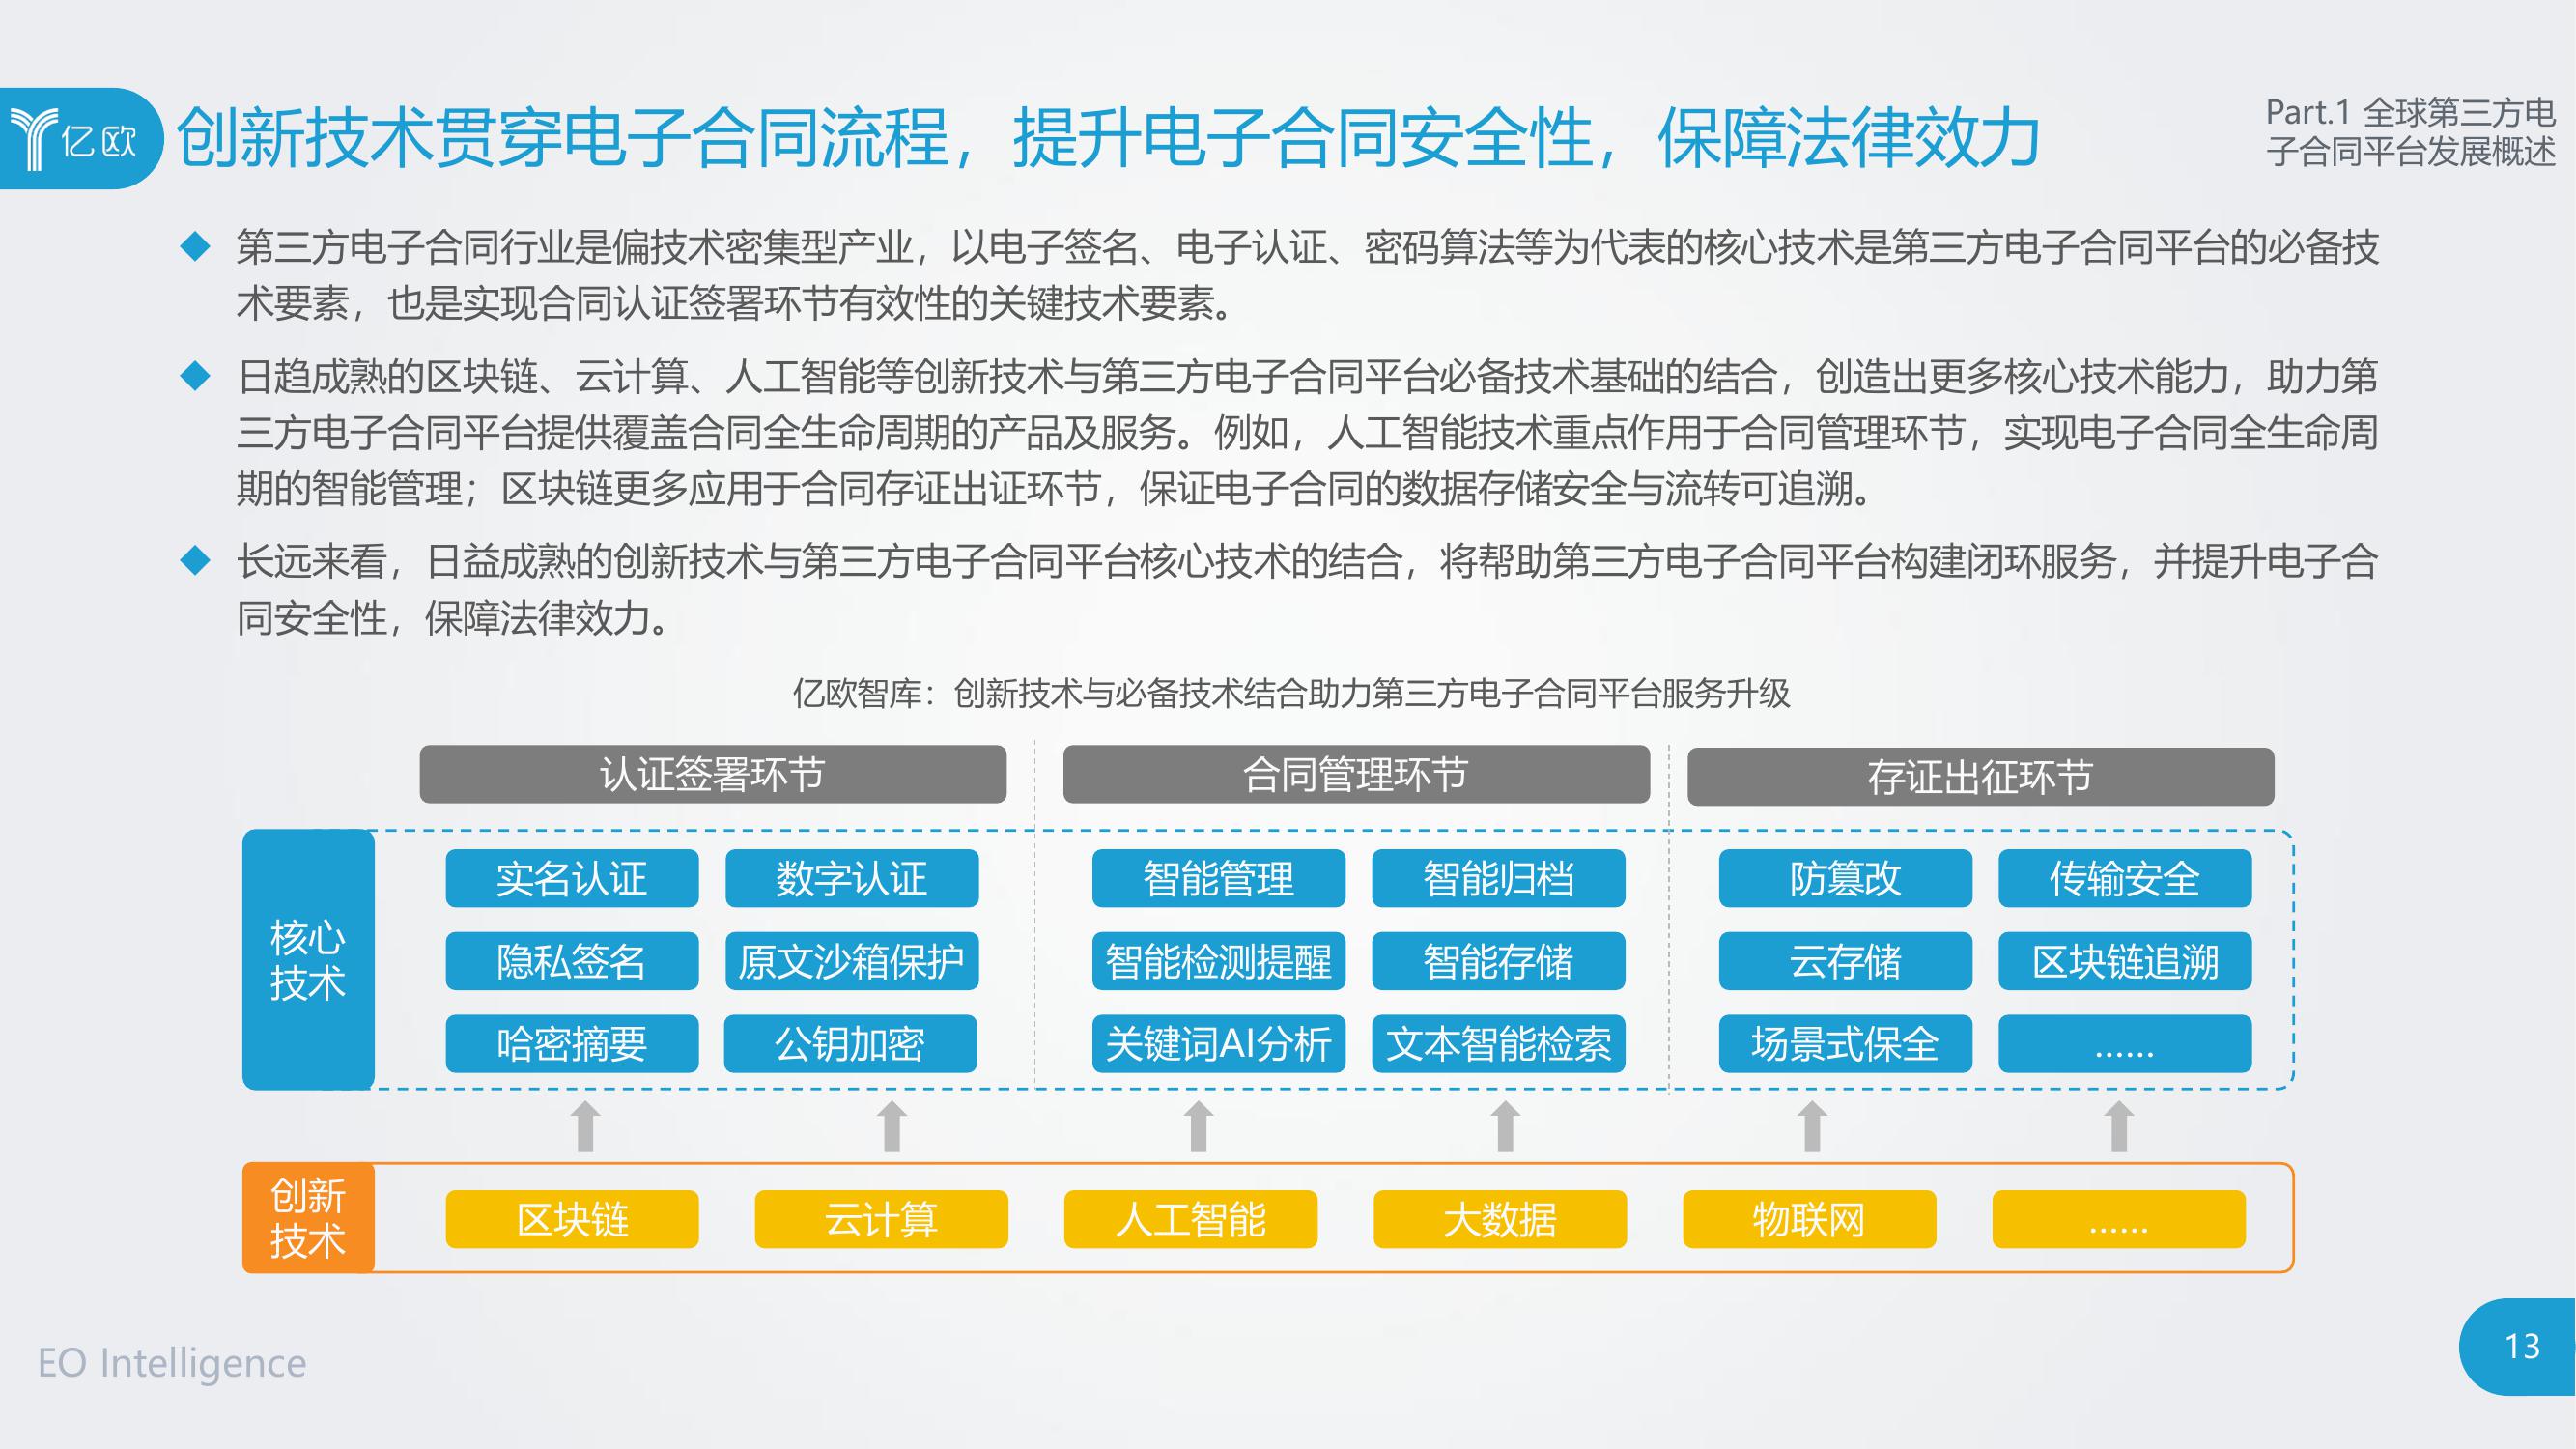 亿欧
创新技术贯穿电子合同流程，提升电子合同安全性，保障法律效力
Part.1 全球第三方电
子合同平台发展概述
第三方电子合同行业是偏技术密集型产业，以电子签名、电子认证、密码算法等为代表的核心技术是第三方电子合同平台的必备技
术要素，也是实现合同认证签署环节有效性的关键技术要素。
日趋成熟的区块链、云计算、人工智能等创新技术与第三方电子合同平台必备技术基础的结合，创造出更多核心技术能力，助力第
三方电子合同平台提供覆盖合同全生命周期的产品及服务。例如，人工智能技术重点作用于合同管理环节，实现电子合同全生命周
期的智能管理；区块链更多应用于合同存证出证环节，保证电子合同的数据存储安全与流转可追溯。
长远来看，日益成熟的创新技术与第三方电子合同平台核心技术的结合，将帮助第三方电子合同平台构建闭环服务，并提升电子合
同安全性，保障法律效力。
亿欧智库：创新技术与必备技术结合助力第三方电子合同平台服务升级
认证签署环节
合同管理环节
存证出征环节
核心
技术
实名认证
数字认证
智能管理
智能归档
防篡改
传输安全
隐私签名
原文沙箱保护
智能检测提醒
智能存储
云存储
区块链追溯
哈密摘要
公钥加密
关键词AI分析
文本智能检索
场景式保全
……
创新
技术
区块链
云计算
人工智能
大数据
物联网
……
EO Intelligence
13